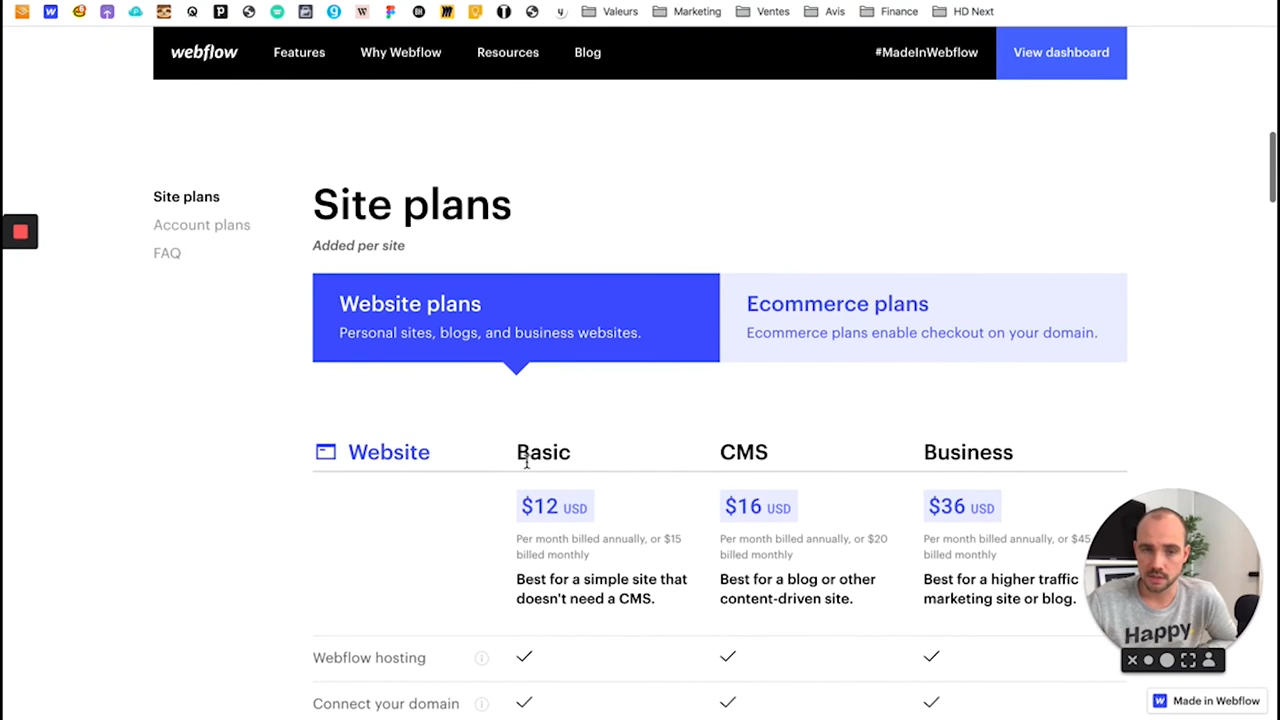 Valeurs Marketing Ventes Avis Finance HD Next
webflow Features Why Webflow Resources Blog #MadeInWebflow View dashboard
Site plans
Account plans
FAQ
Site plans
Added per site
Website plans
Personal sites, blogs, and business websites.
Ecommerce plans
Ecommerce plans enable checkout on your domain.
Website Basic CMS Business
$12 USD
Per month billed annually, or $15
billed monthly
Best for a simple site that
doesn't need a CMS.
$16 USD
Per month billed annually, or $20
billed monthly
Best for a blog or other
content-driven site.
$36 USD
Per month billed annually, or $45
billed monthly
Best for a higher traffic
marketing site or blog.
Webflow hosting
Connect your domain
Happy
Made in Webflow